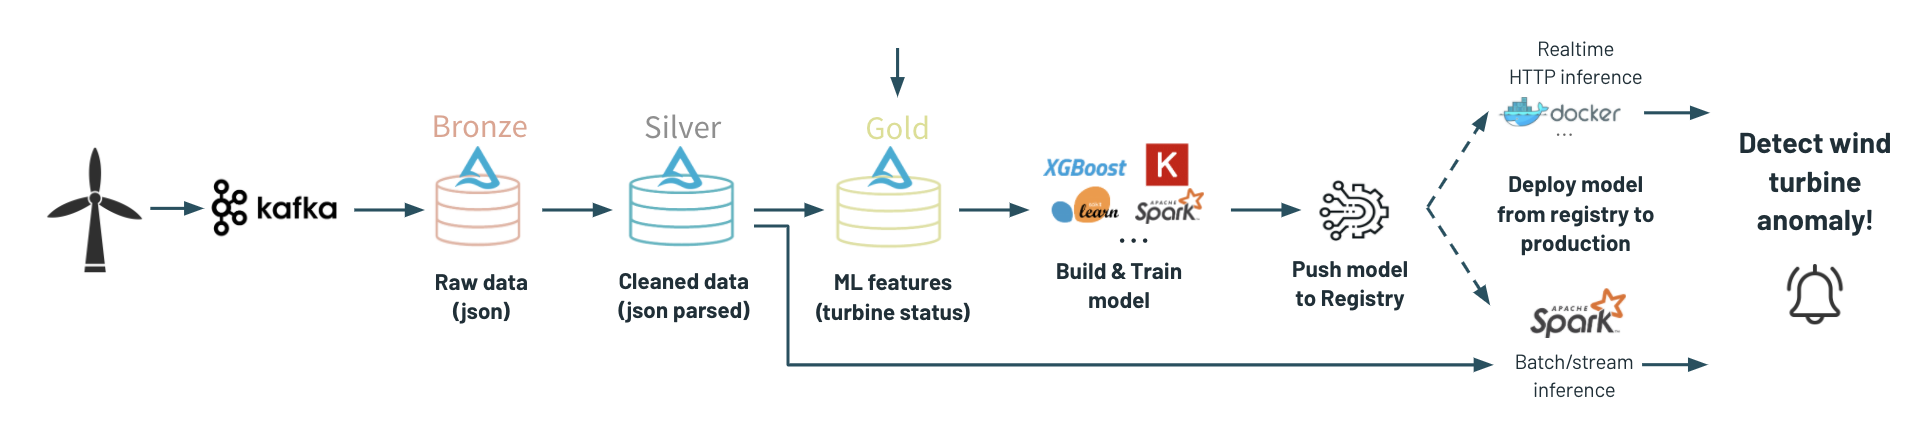 kafka
Bronze
Raw data
(json)
Silver
Cleaned data
(json parsed)
Gold
ML features
(turbine status)
XGBoost
K
learn
APACHE
Spark
...
Build & Train
model
Push model
to Registry
Realtime
HTTP inference
docker
...
Deploy model
from registry to
production
APACHE
Spark
Batch/stream
inference
Detect wind
turbine
anomaly!